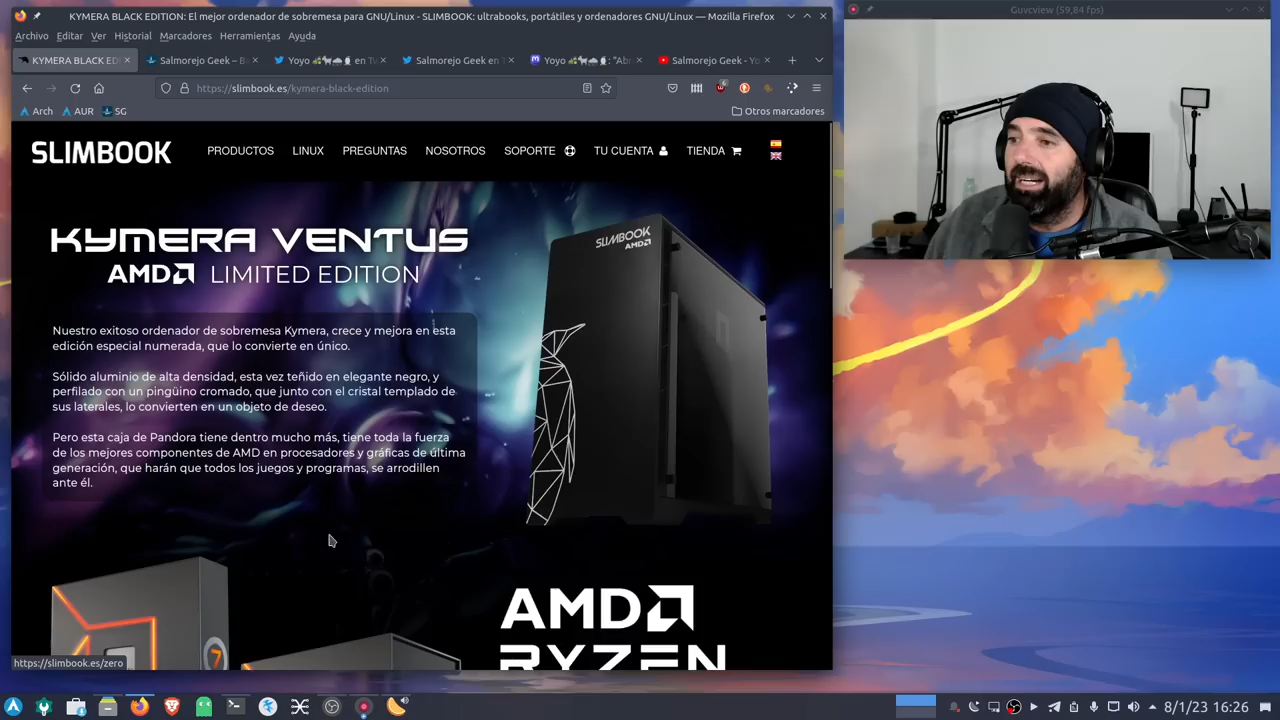 KYMERA BLACK EDITION: El mejor ordenador de sobremesa para GNU/Linux - SLIMBOOK: ultrabooks, portátiles y ordenadores GNU/Linux — Mozilla Firefox
Guvcview (59,84 fps)
Archivo Editar Ver Historial Marcadores Herramientas Ayuda
KYMERA BLACK EDI
Salmorejo Geek – B
Yoyo en Tw
Salmorejo Geek en T
Yoyo : "Abr
Salmorejo Geek - Yo
https://slimbook.es/kymera-black-edition
6
Arch AUR SG Otros marcadores
SLIMBOOK PRODUCTOS LINUX PREGUNTAS NOSOTROS SOPORTE TU CUENTA TIENDA
KYMERA VENTUS
AMD LIMITED EDITION
SLIMBOOK
AMD
Nuestro exitoso ordenador de sobremesa Kymera, crece y mejora en esta
edición especial numerada, que lo convierte en único.
Sólido aluminio de alta densidad, esta vez teñido en elegante negro, y
perfilado con un pingüino cromado, que junto con el cristal templado de
sus laterales, lo convierten en un objeto de deseo.
Pero esta caja de Pandora tiene dentro mucho más, tiene toda la fuerza
de los mejores componentes de AMD en procesadores y gráficas de última
generación, que harán que todos los juegos y programas, se arrodillen
ante él.
AMD
RYZEN
7
https://slimbook.es/zero
8/1/23 16:26